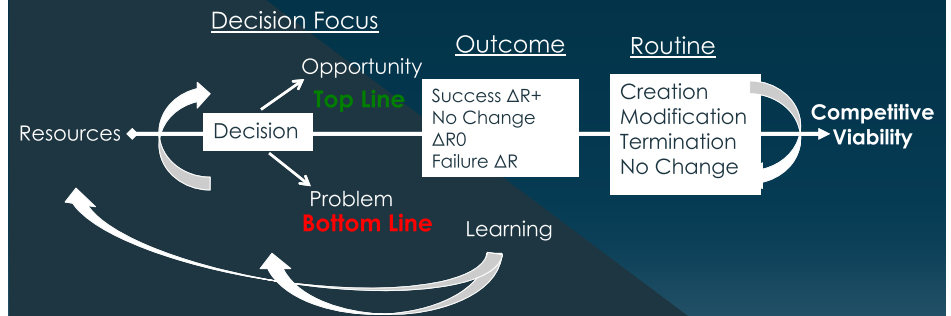 Decision Focus
Outcome
Routine
Opportunity
Top Line
Resources
Decision
Problem
Bottom Line
Success ΔR+
No Change
ΔR0
Failure ΔR
Creation
Modification
Termination
No Change
Competitive
Viability
Learning